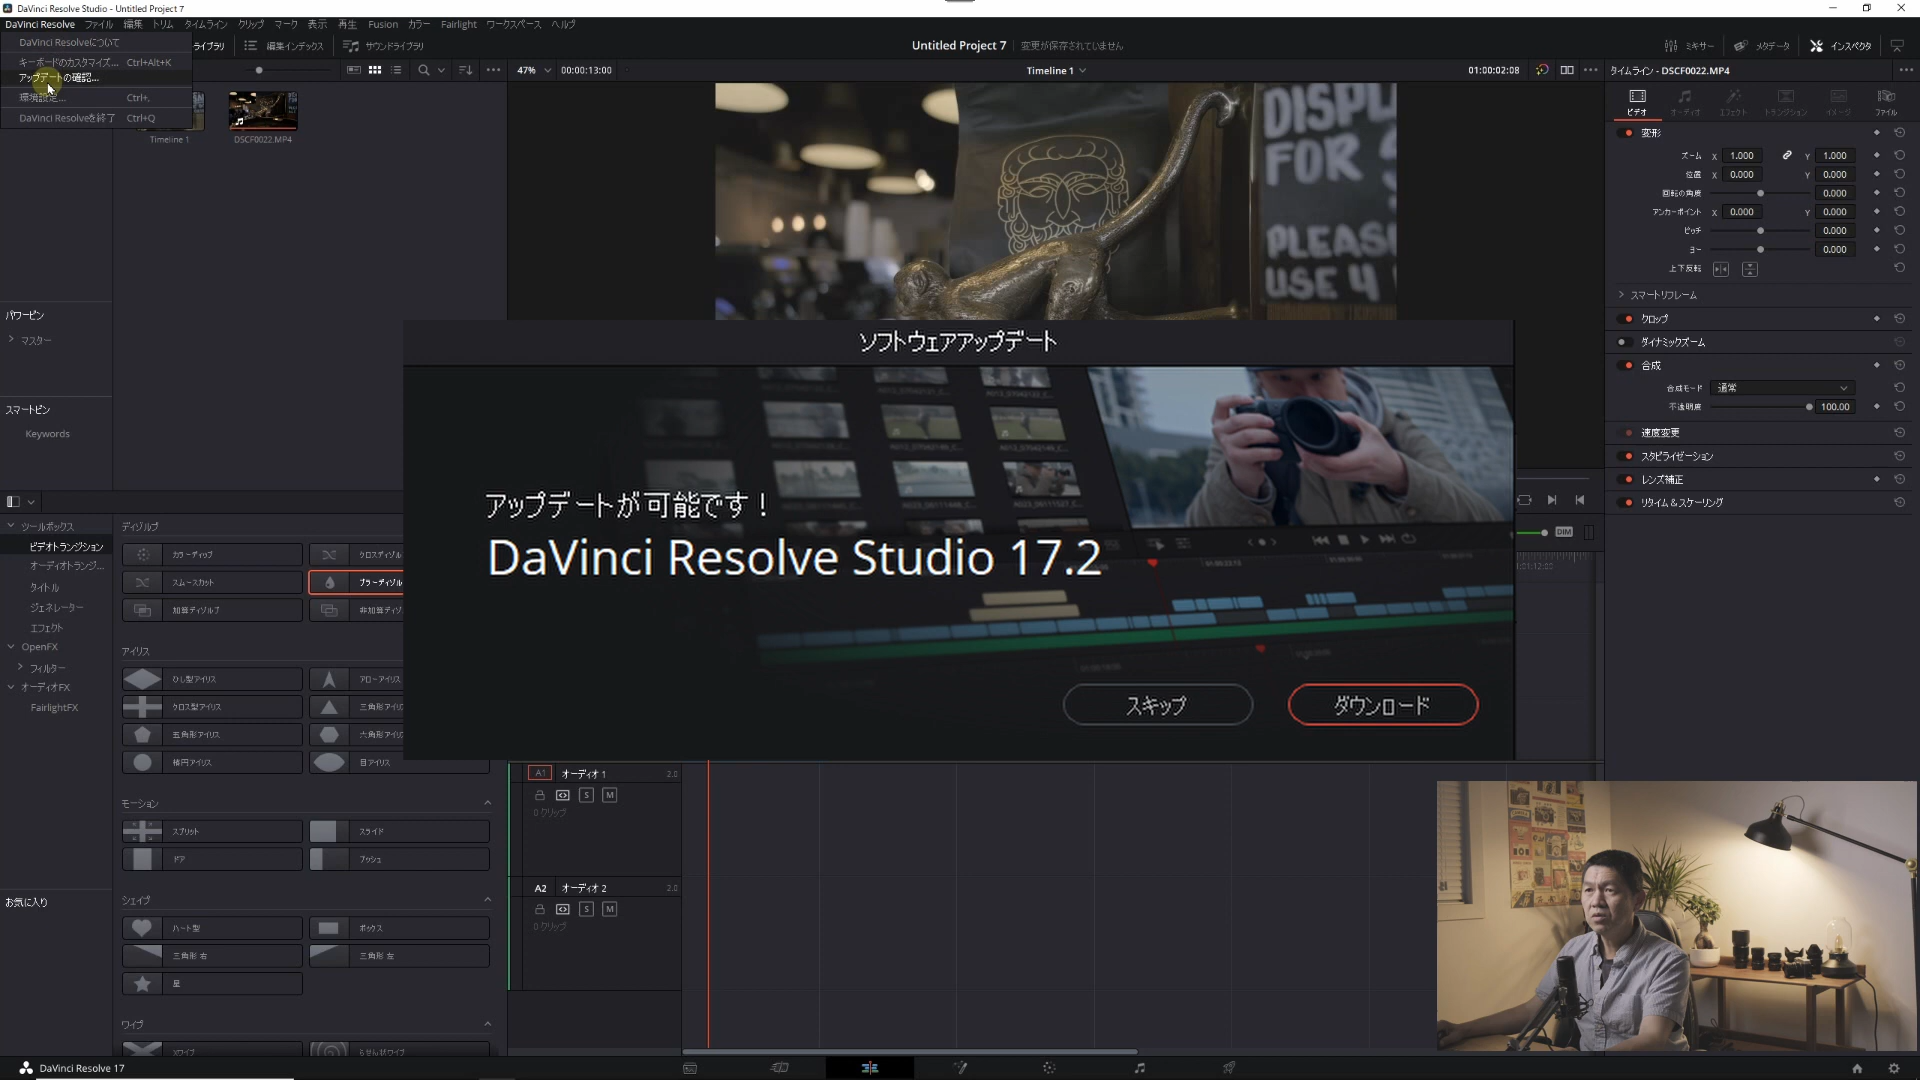 DaVinci Resolve Studio - Untitled Project 7
DaVinci Resolve ファイル 編集 トリム タイムライン クリップ マーク 表示 再生 Fusion カラー Fairlight ワークスペース ヘルプ
DaVinci Resolveについて
キーボードのカスタマイズ... Ctrl+Alt+K
アップデートの確認...
環境設定... Ctrl+,
DaVinci Resolveを終了 Ctrl+Q
ライブラリ 編集インデックス サウンドライブラリ
Untitled Project 7 変更が保存されていません
ミキサー メタデータ インスペクタ
47% 00:00:13:00
Timeline 1
01:00:02:08
タイムライン - DSCF0022.MP4
Timeline 1
DSCF0022.MP4
DISPL
FOR S
PLEAS
USE 4
ビデオ オーディオ エフェクト トランジション イメージ ファイル
変形
ズーム X 1.000 Y 1.000
位置 X 0.000 Y 0.000
回転の角度 0.000
アンカーポイント X 0.000 Y 0.000
ピッチ 0.000
ヨー 0.000
上下反転
スマートリフレーム
クロップ
ダイナミックズーム
合成
合成モード 通常
不透明度 100.00
速度変更
スタビライゼーション
レンズ補正
リタイム&スケーリング
パワービン
マスター
スマートビン
Keywords
ソフトウェアアップデート
アップデートが可能です！
DaVinci Resolve Studio 17.2
スキップ
ダウンロード
DIM
ツールボックス
ビデオトランジション
オーディオトランジ...
タイトル
ジェネレーター
エフェクト
OpenFX
フィルター
オーディオFX
FairlightFX
お気に入り
ディゾルブ
カラーディップ クロスディゾル
スムースカット ブラーディゾル
加算ディゾルブ 非加算ディゾ
アイリス
ひし型アイリス アローアイリス
クロス型アイリス 三角形アイリ
五角形アイリス 六角形アイリ
楕円アイリス 目アイリス
モーション
スプリット スライド
ドア プッシュ
シェイプ
ハート型 ボックス
三角形 右 三角形 左
星
ワイプ
Xワイプ らせん状ワイプ
A1 オーディオ 1 2.0
S M
0 クリップ
A2 オーディオ 2 2.0
S M
0 クリップ
DaVinci Resolve 17